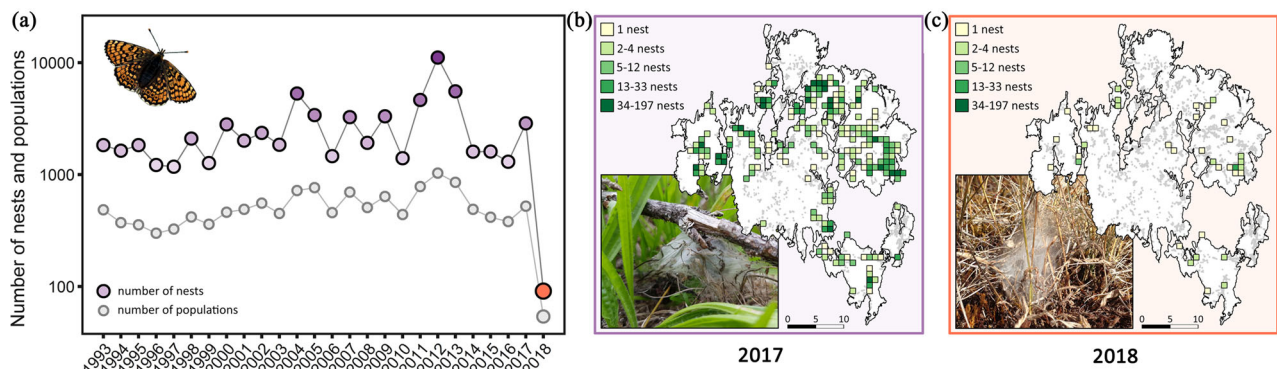 (a)
Number of nests and populations
10000
1000
100
number of nests
number of populations
1993
1994
1995
1996
1997
1998
1999
2000
2001
2002
2003
2004
2005
2006
2007
2008
2009
2010
2011
2012
2013
2014
2015
2016
2017
2018
(b)
1 nest
2-4 nests
5-12 nests
13-33 nests
34-197 nests
0 5 10
2017
(c)
1 nest
2-4 nests
5-12 nests
13-33 nests
34-197 nests
0 5 10
2018